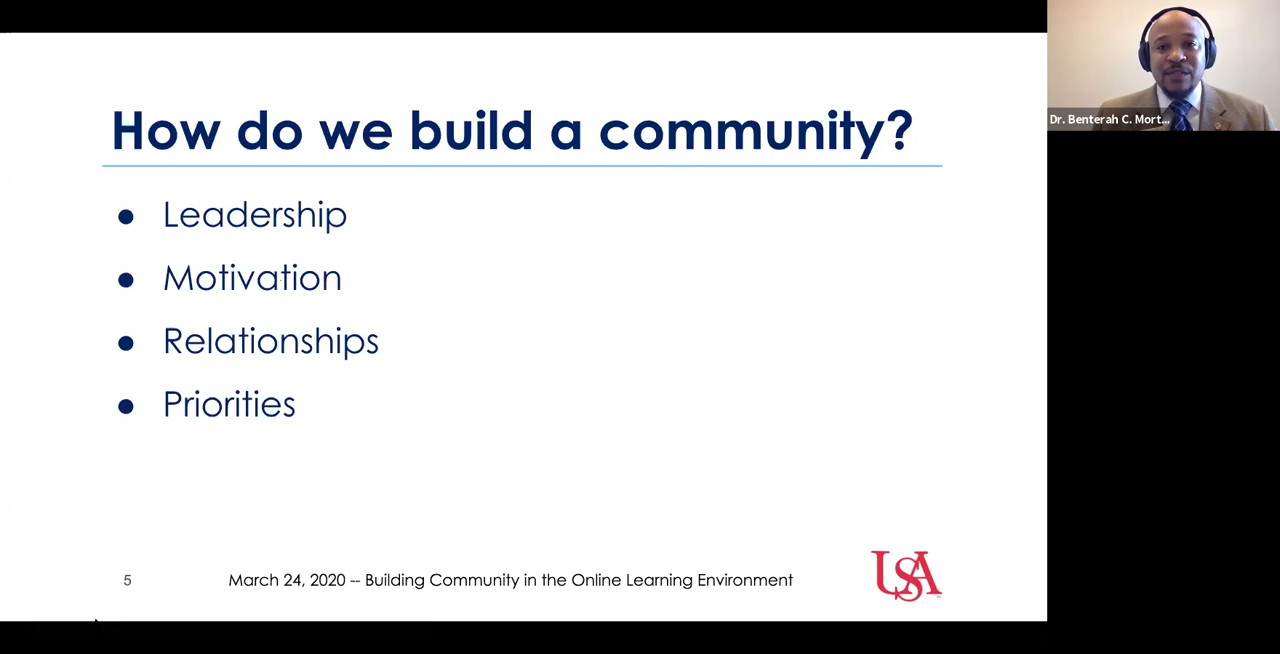 How do we build a community?
● Leadership
● Motivation
● Relationships
● Priorities
5
March 24, 2020 -- Building Community in the Online Learning Environment
USA
Dr. Benterah C. Mort...